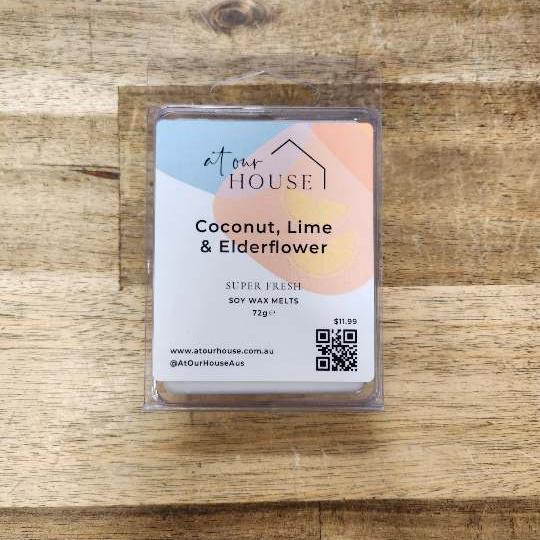 at our
HOUSE
Coconut, Lime
& Elderflower
SUPER FRESH
SOY WAX MELTS
72g℮
$11.99
www.atourhouse.com.au
@AtOurHouseAus